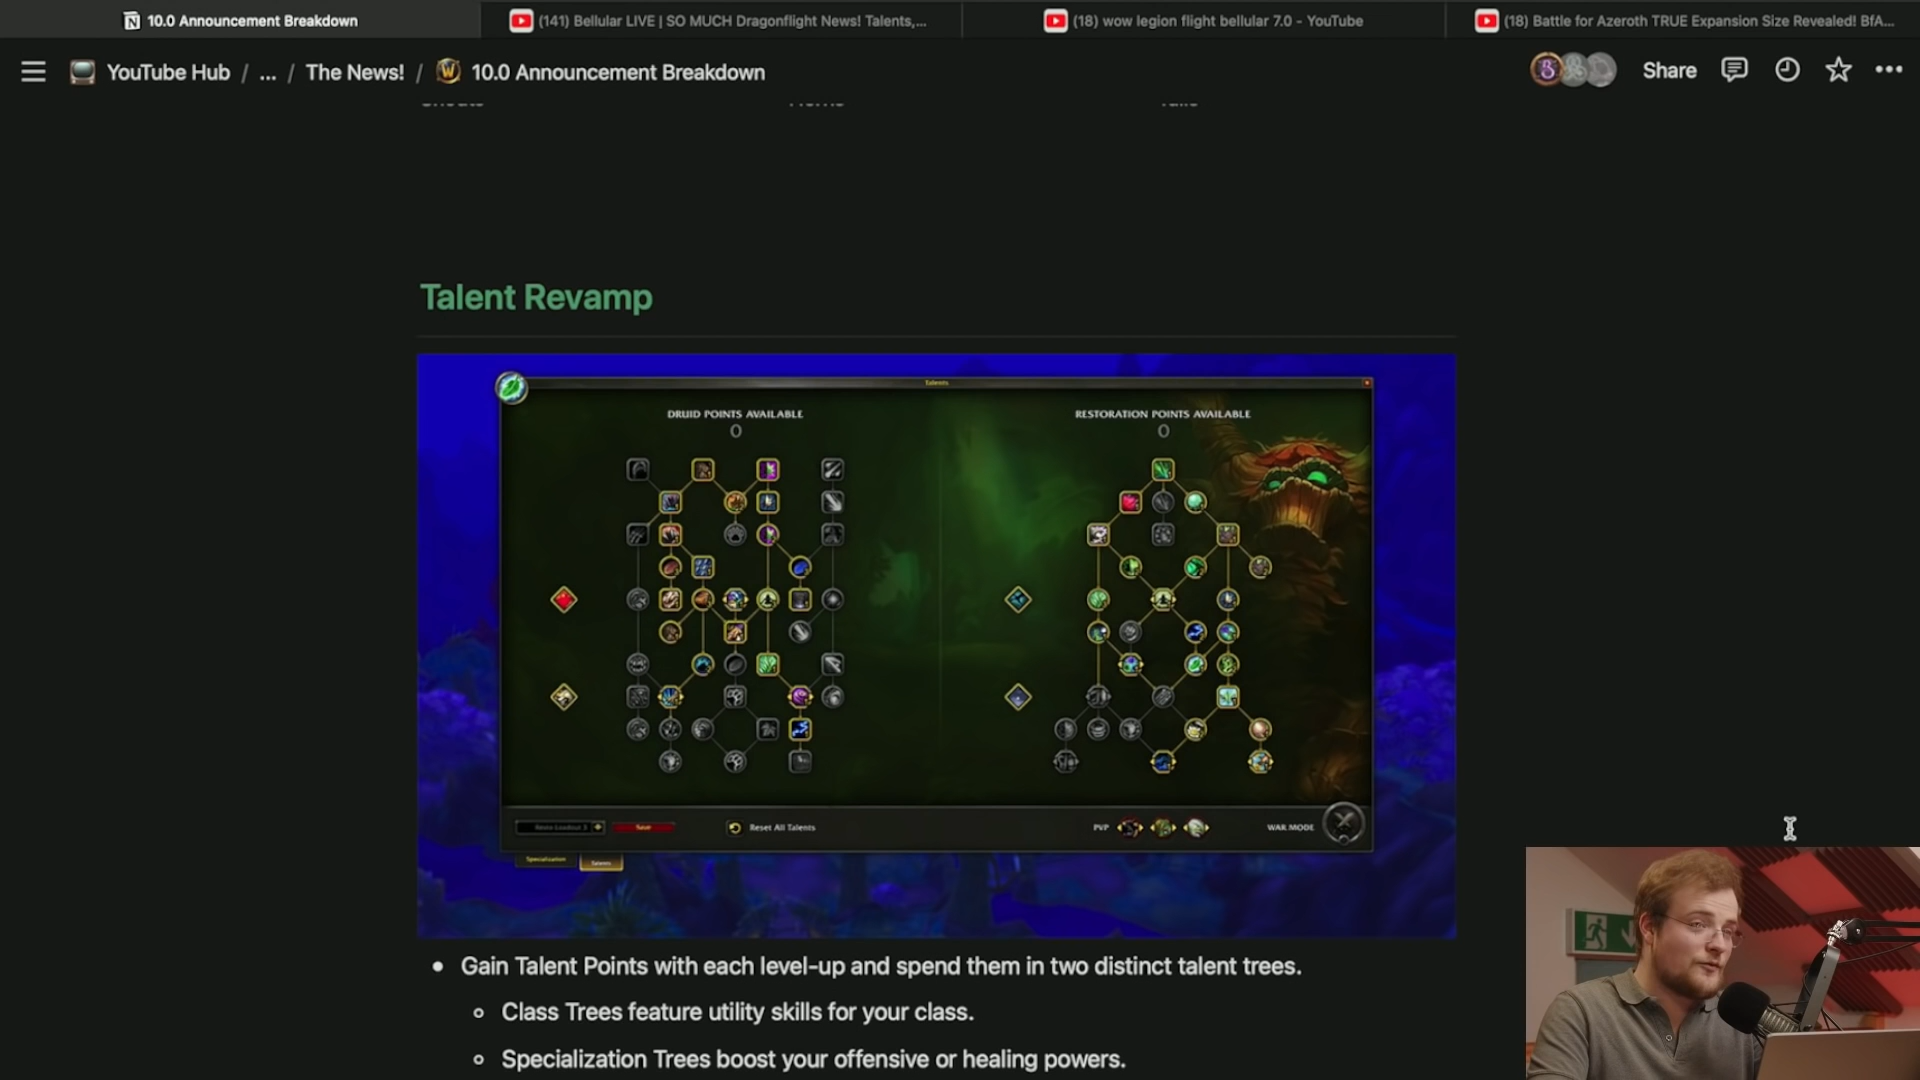 10.0 Announcement Breakdown
(141) Bellular LIVE | SO MUCH Dragonflight News! Talents,...
(18) wow legion flight bellular 7.0 - YouTube
(18) Battle for Azeroth TRUE Expansion Size Revealed! BfA...
YouTube Hub / ... / The News! / 10.0 Announcement Breakdown
Share
Talent Revamp
Talents
DRUID POINTS AVAILABLE
0
RESTORATION POINTS AVAILABLE
0
Save
Reset All Talents
PVP
WAR MODE
Specialization
Talents
• Gain Talent Points with each level-up and spend them in two distinct talent trees.
◦ Class Trees feature utility skills for your class.
◦ Specialization Trees boost your offensive or healing powers.